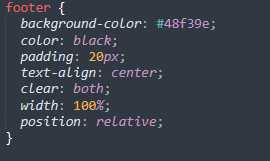 footer {
background-color: #48f39e;
color: black;
padding: 20px;
text-align: center;
clear: both;
width: 100%;
position: relative;
}